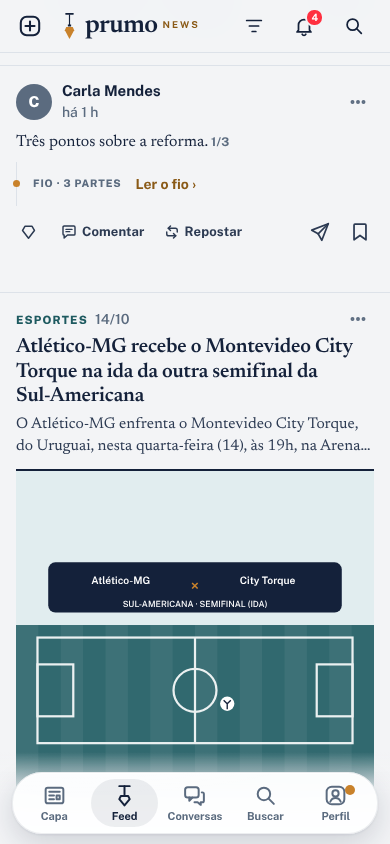 prumo NEWS
4
C
Carla Mendes
há 1 h
Três pontos sobre a reforma. 1/3
FIO · 3 PARTES Ler o fio ›
Comentar Repostar
ESPORTES 14/10
Atlético-MG recebe o Montevideo City
Torque na ida da outra semifinal da
Sul-Americana
O Atlético-MG enfrenta o Montevideo City Torque,
do Uruguai, nesta quarta-feira (14), às 19h, na Arena...
Atlético-MG × City Torque
SUL-AMERICANA · SEMIFINAL (IDA)
Capa Feed Conversas Buscar Perfil